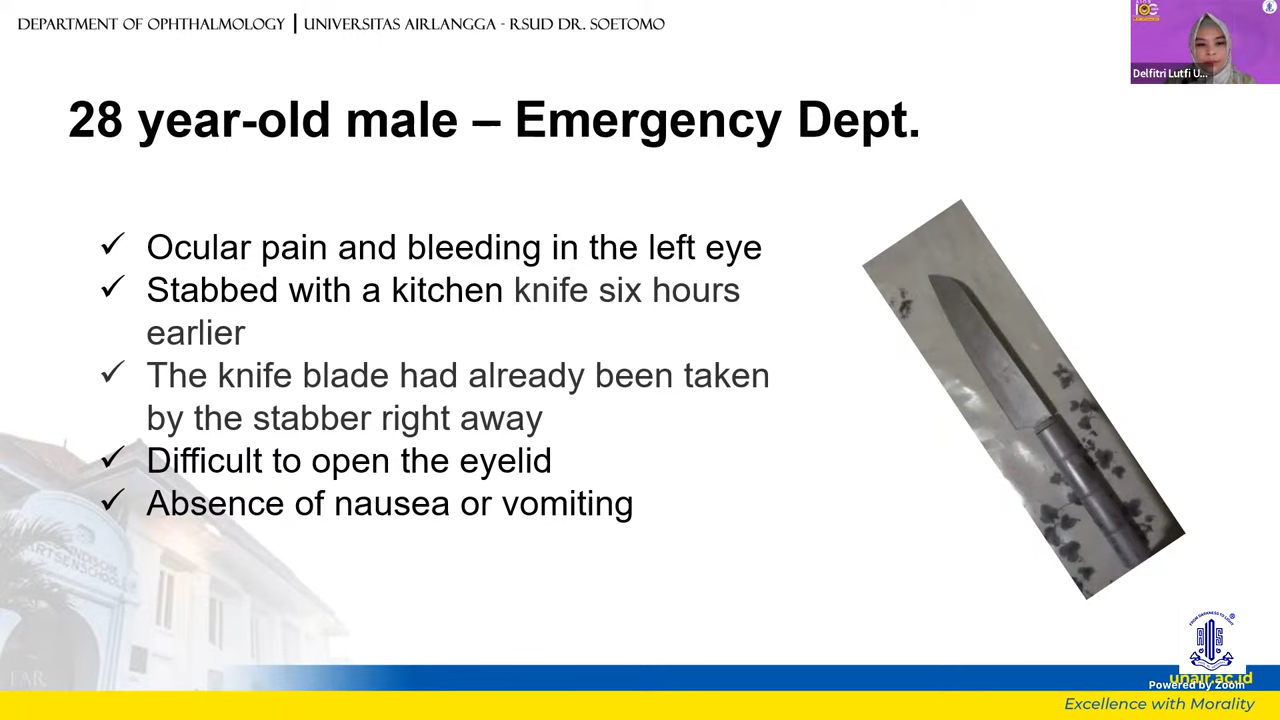 DEPARTMENT OF OPHTHALMOLOGY | UNIVERSITAS AIRLANGGA - RSUD DR. SOETOMO
Delfitri Lutfi U...
28 year-old male – Emergency Dept.
✓ Ocular pain and bleeding in the left eye
✓ Stabbed with a kitchen knife six hours
earlier
✓ The knife blade had already been taken
by the stabber right away
✓ Difficult to open the eyelid
✓ Absence of nausea or vomiting
unair.ac.id
Powered by Zoom
Excellence with Morality